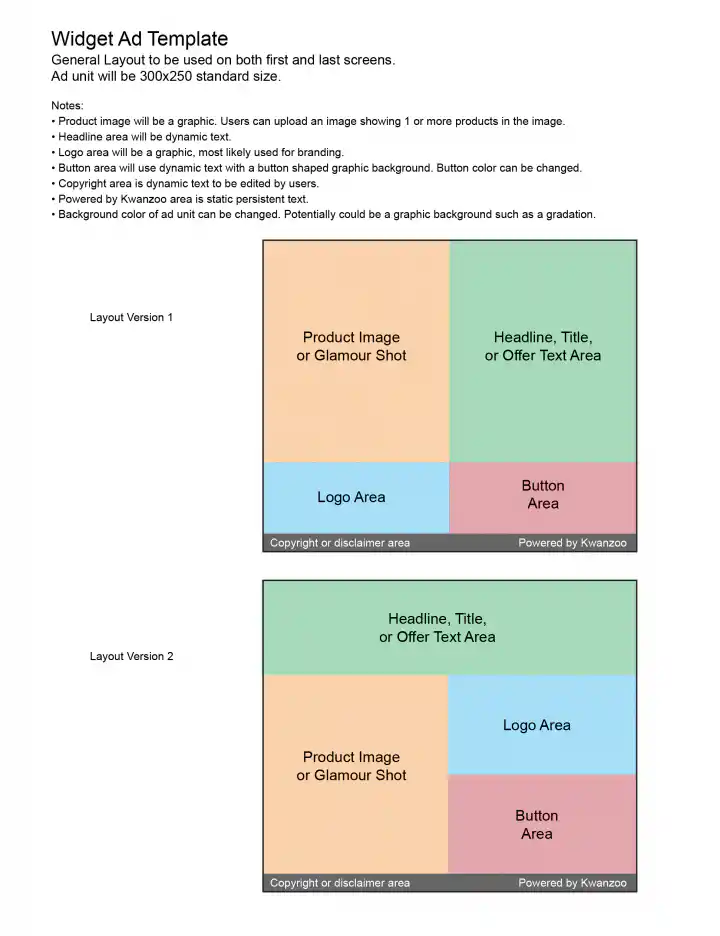 Widget Ad Template
General Layout to be used on both first and last screens.
Ad unit will be 300x250 standard size.
Notes:
• Product image will be a graphic. Users can upload an image showing 1 or more products in the image.
• Headline area will be dynamic text.
• Logo area will be a graphic, most likely used for branding.
• Button area will use dynamic text with a button shaped graphic background. Button color can be changed.
• Copyright area is dynamic text to be edited by users.
• Powered by Kwanzoo area is static persistent text.
• Background color of ad unit can be changed. Potentially could be a graphic background such as a gradation.
Layout Version 1
Product Image
or Glamour Shot
Headline, Title,
or Offer Text Area
Logo Area
Button
Area
Copyright or disclaimer area
Powered by Kwanzoo
Layout Version 2
Headline, Title,
or Offer Text Area
Product Image
or Glamour Shot
Logo Area
Button
Area
Copyright or disclaimer area
Powered by Kwanzoo